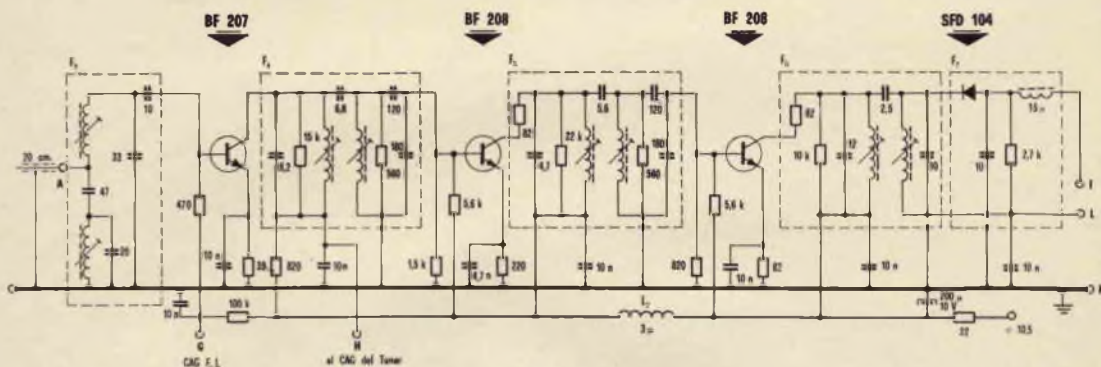 BF 207
BF 208
BF 208
SFD 104
10
33
20 cm.
A
47
20
470
10 n
820
15 k
6,8
120
180
560
10 n
82
5,6 k
1,5 k
4,7 n
220
22 k
5,6
120
180
560
10 n
820
82
5,6 k
10 n
82
10 k
12
2,5
10
10 n
10
2,7 k
10 n
I
L
10 n
100 k
G
CAG F.I.
H
al CAG del Tuner
3 µ
200
10 V
22
10,5